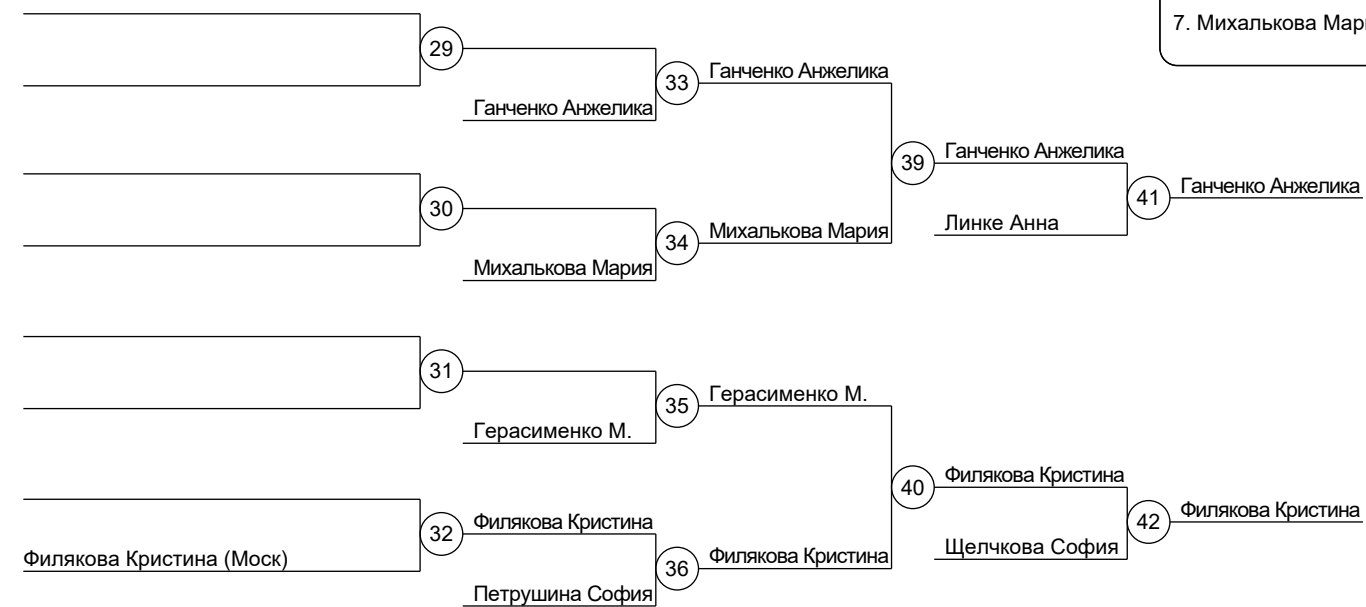 7. Михалькова
29
33
Ганченко Анжелика
Ганченко Анжелика
39
Ганченко Анжелика
41
Ганченко Анжелика
Линке Анна
30
34
Михалькова Мария
Михалькова Мария
31
35
Герасименко М.
Герасименко М.
40
Филякова Кристина
42
Филякова Кристина
Щелчкова София
32
Филякова Кристина
Филякова Кристина (Моск)
36
Филякова Кристина
Петрушина София